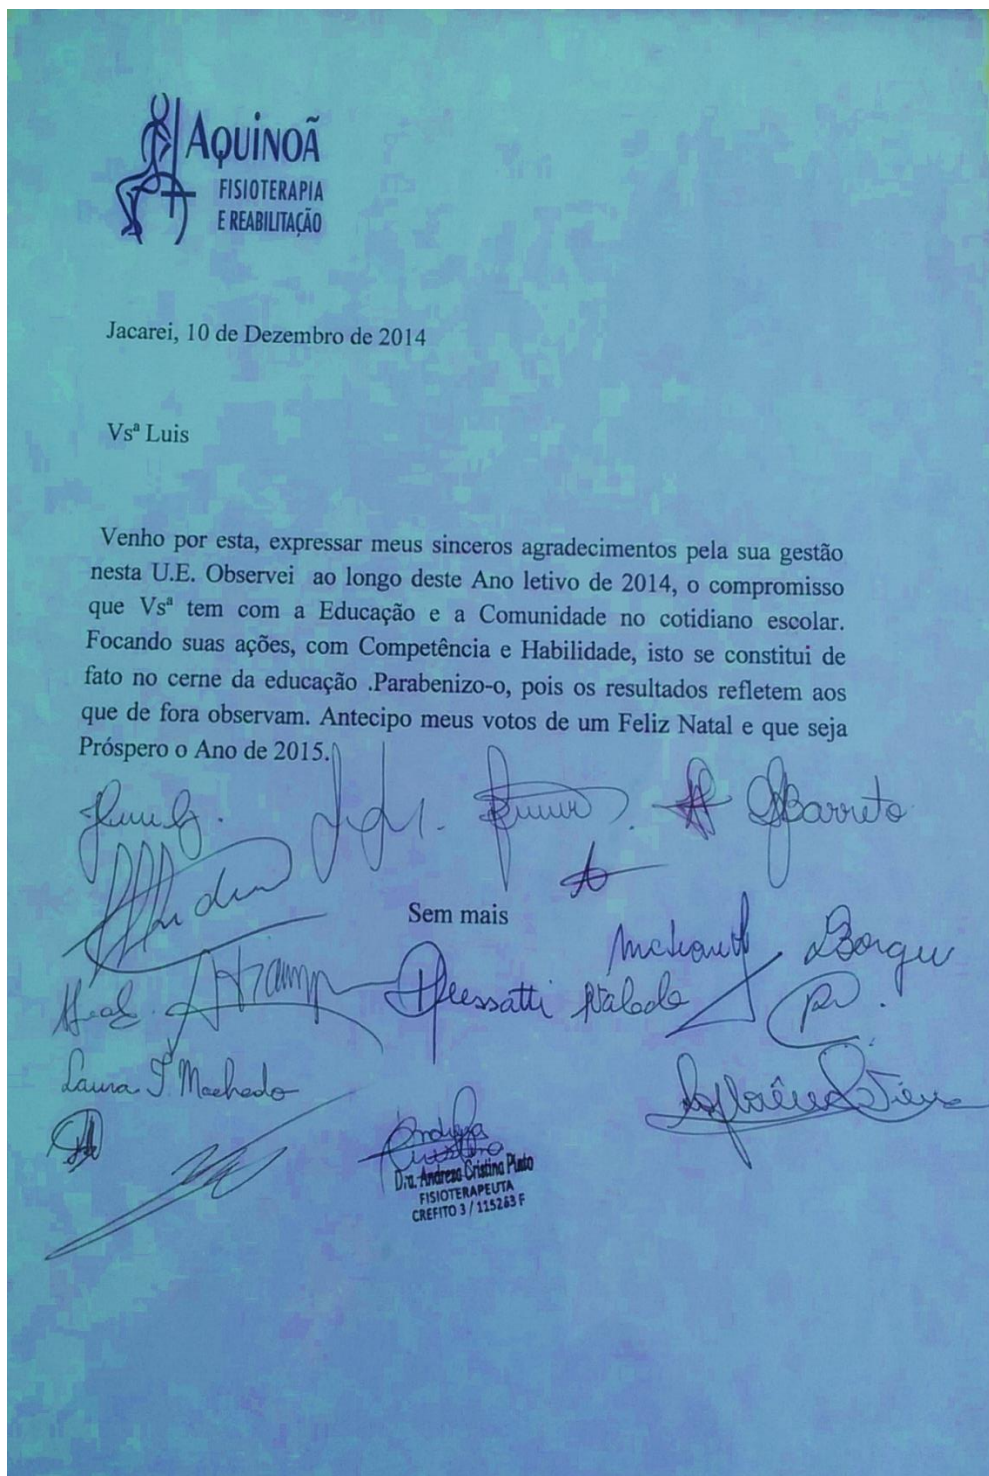 AQUINOÃ
FISIOTERAPIA
E REABILITAÇÃO
Jacarei, 10 de Dezembro de 2014
Vsª Luis
Venho por esta, expressar meus sinceros agradecimentos pela sua gestão
nesta U.E. Observei ao longo deste Ano letivo de 2014, o compromisso
que Vsª tem com a Educação e a Comunidade no cotidiano escolar.
Focando suas ações, com Competência e Habilidade, isto se constitui de
fato no cerne da educação .Parabenizo-o, pois os resultados refletem aos
que de fora observam. Antecipo meus votos de um Feliz Natal e que seja
Próspero o Ano de 2015.
Barreto
Sem mais
Laura T. Machado
Dra. Andreza Cristina Pinto
FISIOTERAPEUTA
CREFITO 3 / 115263 F